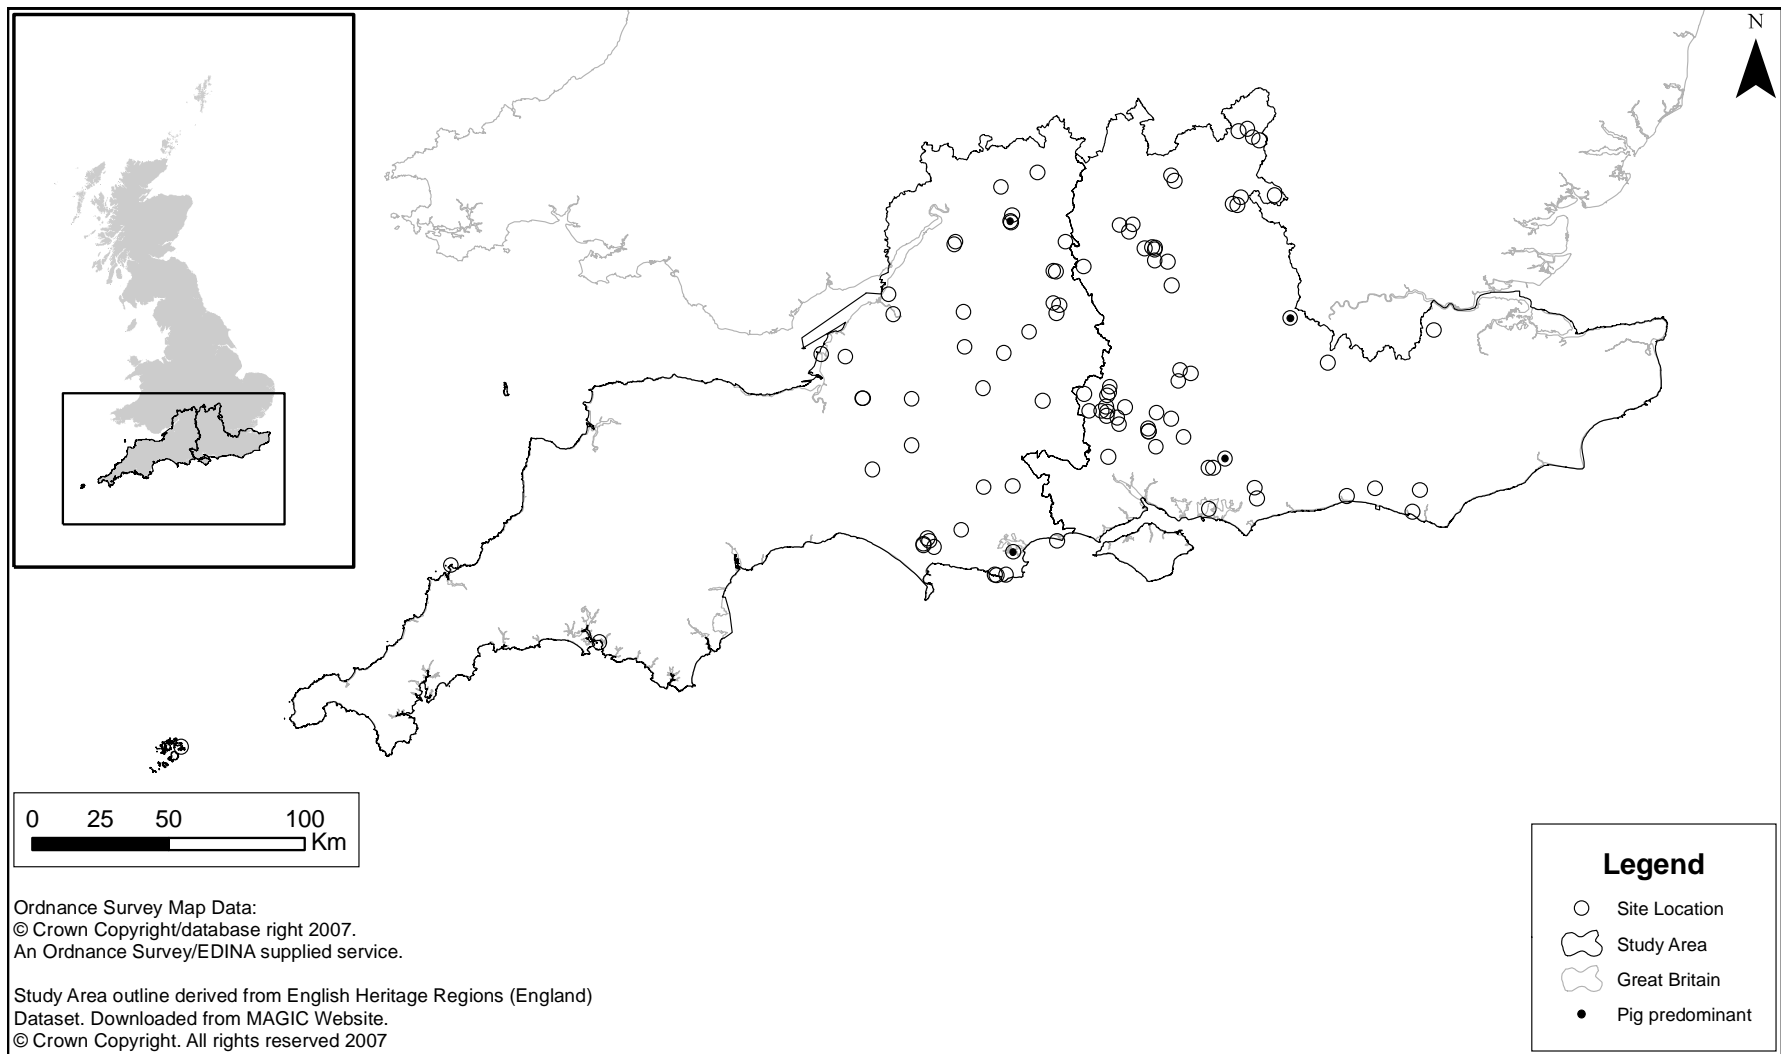 N
0 25 50 100
Km
Ordnance Survey Map Data:
© Crown Copyright/database right 2007.
An Ordnance Survey/EDINA supplied service.
Study Area outline derived from English Heritage Regions (England)
Dataset. Downloaded from MAGIC Website.
© Crown Copyright. All rights reserved 2007
Legend
Site Location
Study Area
Great Britain
Pig predominant